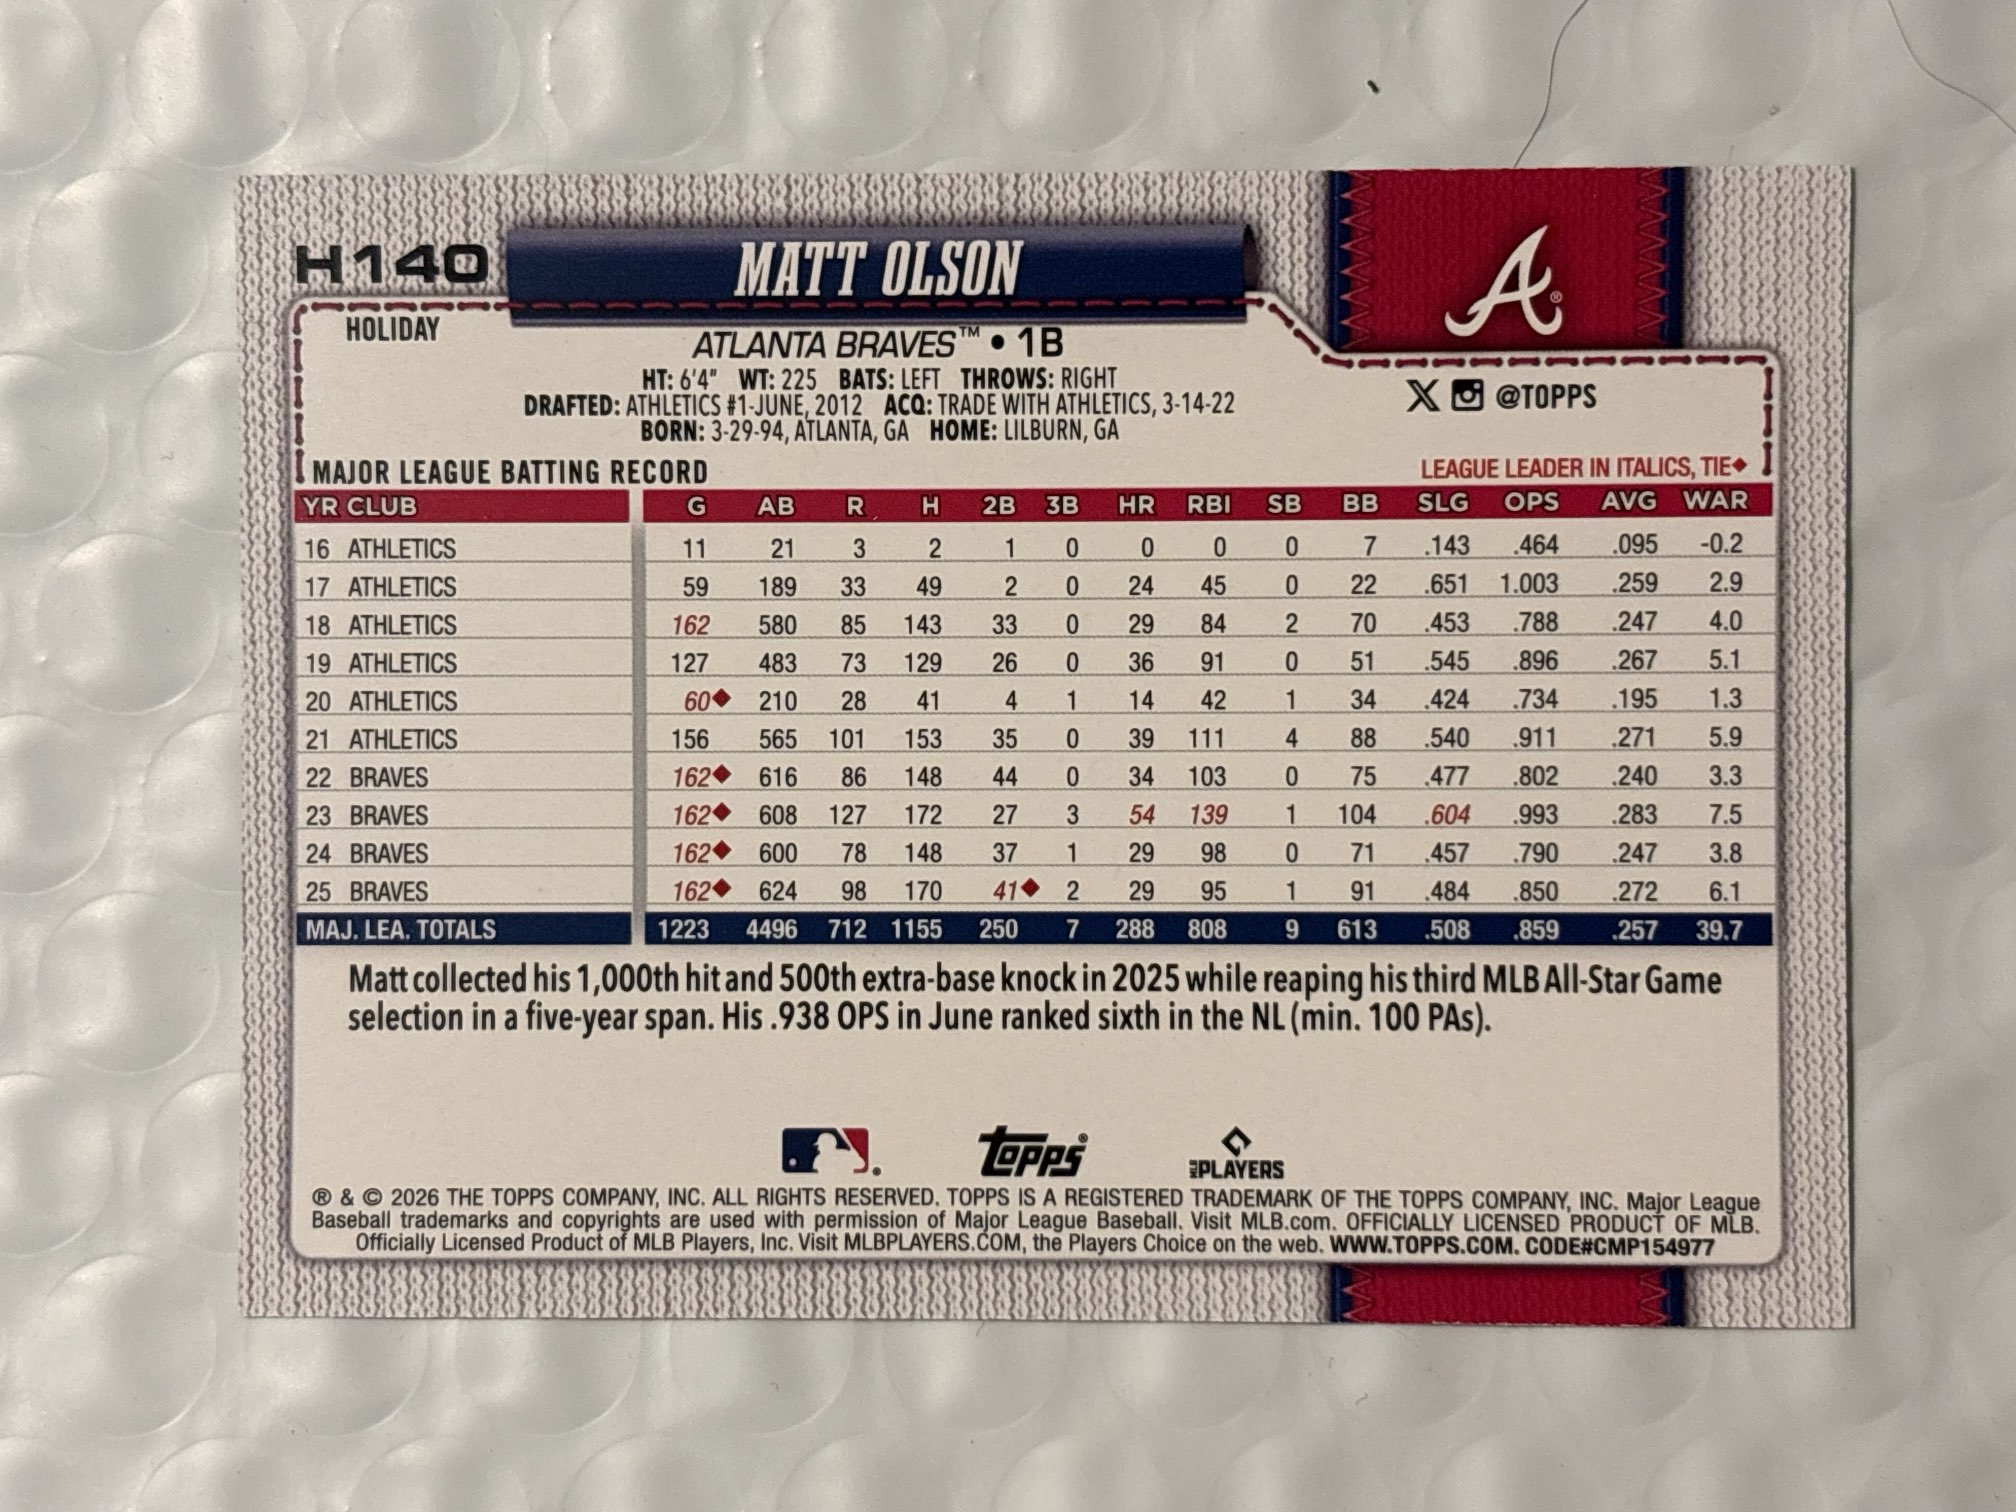 H140
MATT OLSON
A®
HOLIDAY
ATLANTA BRAVES™ • 1B
HT: 6'4" WT: 225 BATS: LEFT THROWS: RIGHT
DRAFTED: ATHLETICS #1-JUNE, 2012 ACQ: TRADE WITH ATHLETICS, 3-14-22
BORN: 3-29-94, ATLANTA, GA HOME: LILBURN, GA
X @TOPPS
MAJOR LEAGUE BATTING RECORD
LEAGUE LEADER IN ITALICS, TIE◆
YR CLUB G AB R H 2B 3B HR RBI SB BB SLG OPS AVG WAR
16 ATHLETICS 11 21 3 2 1 0 0 0 0 7 .143 .464 .095 -0.2
17 ATHLETICS 59 189 33 49 2 0 24 45 0 22 .651 1.003 .259 2.9
18 ATHLETICS 162 580 85 143 33 0 29 84 2 70 .453 .788 .247 4.0
19 ATHLETICS 127 483 73 129 26 0 36 91 0 51 .545 .896 .267 5.1
20 ATHLETICS 60◆ 210 28 41 4 1 14 42 1 34 .424 .734 .195 1.3
21 ATHLETICS 156 565 101 153 35 0 39 111 4 88 .540 .911 .271 5.9
22 BRAVES 162◆ 616 86 148 44 0 34 103 0 75 .477 .802 .240 3.3
23 BRAVES 162◆ 608 127 172 27 3 54 139 1 104 .604 .993 .283 7.5
24 BRAVES 162◆ 600 78 148 37 1 29 98 0 71 .457 .790 .247 3.8
25 BRAVES 162◆ 624 98 170 41◆ 2 29 95 1 91 .484 .850 .272 6.1
MAJ. LEA. TOTALS 1223 4496 712 1155 250 7 288 808 9 613 .508 .859 .257 39.7
Matt collected his 1,000th hit and 500th extra-base knock in 2025 while reaping his third MLB All-Star Game
selection in a five-year span. His .938 OPS in June ranked sixth in the NL (min. 100 PAs).
Topps®
MLB PLAYERS
® & © 2026 THE TOPPS COMPANY, INC. ALL RIGHTS RESERVED. TOPPS IS A REGISTERED TRADEMARK OF THE TOPPS COMPANY, INC. Major League
Baseball trademarks and copyrights are used with permission of Major League Baseball. Visit MLB.com. OFFICIALLY LICENSED PRODUCT OF MLB.
Officially Licensed Product of MLB Players, Inc. Visit MLBPLAYERS.COM, the Players Choice on the web. WWW.TOPPS.COM. CODE#CMP154977